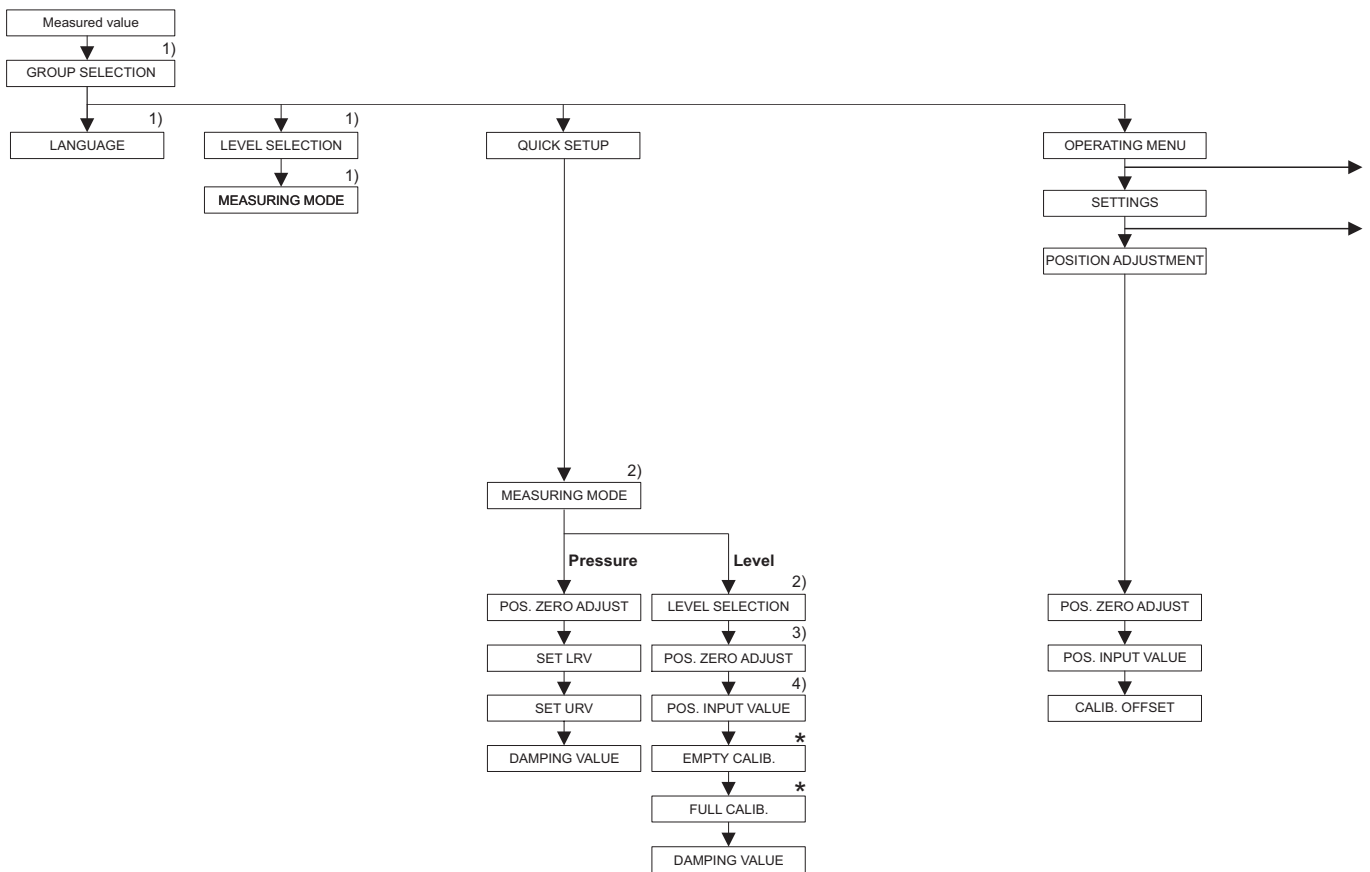 Measured value
1)
GROUP SELECTION
1)
LANGUAGE
1)
LEVEL SELECTION
1)
MEASURING MODE
QUICK SETUP
2)
MEASURING MODE
Pressure
POS. ZERO ADJUST
SET LRV
SET URV
DAMPING VALUE
Level
2)
LEVEL SELECTION
3)
POS. ZERO ADJUST
4)
POS. INPUT VALUE
*
EMPTY CALIB.
*
FULL CALIB.
DAMPING VALUE
OPERATING MENU
SETTINGS
POSITION ADJUSTMENT
POS. ZERO ADJUST
POS. INPUT VALUE
CALIB. OFFSET